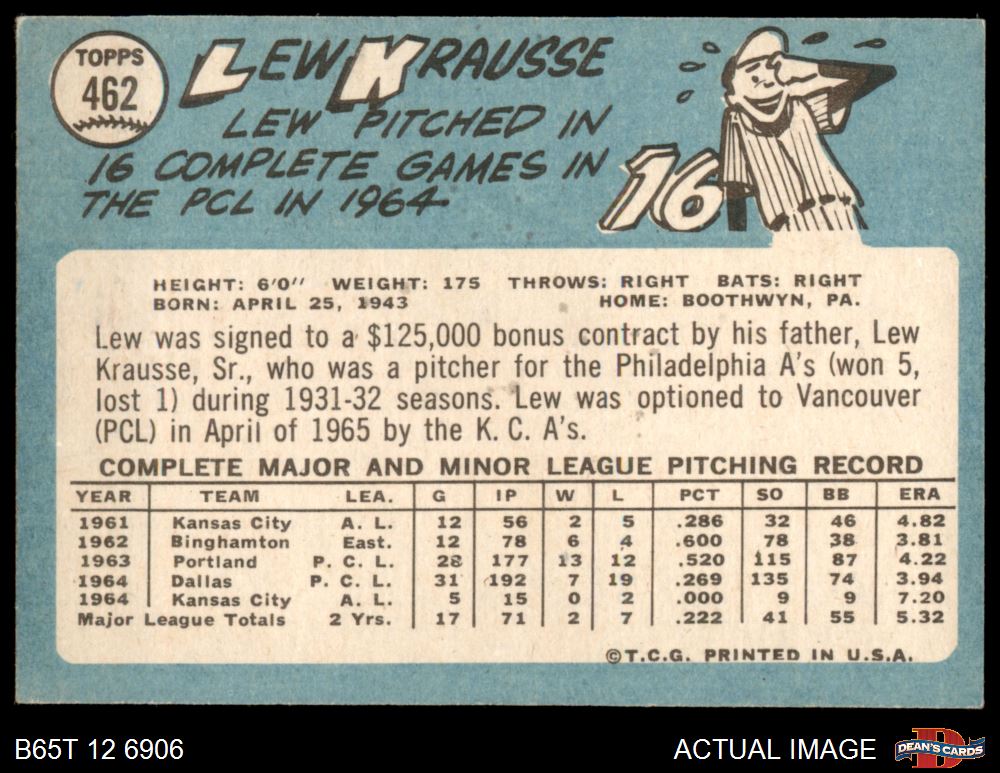 TOPPS
462
LEW KRAUSSE
LEW PITCHED IN
16 COMPLETE GAMES IN
THE PCL IN 1964
16
HEIGHT: 6'0" WEIGHT: 175 THROWS: RIGHT BATS: RIGHT
BORN: APRIL 25, 1943 HOME: BOOTHWYN, PA.
Lew was signed to a $125,000 bonus contract by his father, Lew
Krausse, Sr., who was a pitcher for the Philadelphia A's (won 5,
lost 1) during 1931-32 seasons. Lew was optioned to Vancouver
(PCL) in April of 1965 by the K. C. A's.
COMPLETE MAJOR AND MINOR LEAGUE PITCHING RECORD
YEAR TEAM LEA. G IP W L PCT SO BB ERA
1961 Kansas City A. L. 12 56 2 5 .286 32 46 4.82
1962 Binghamton East. 12 78 6 4 .600 78 38 3.81
1963 Portland P. C. L. 28 177 13 12 .520 115 87 4.22
1964 Dallas P. C. L. 31 192 7 19 .269 135 74 3.94
1964 Kansas City A. L. 5 15 0 2 .000 9 9 7.20
Major League Totals 2 Yrs. 17 71 2 7 .222 41 55 5.32
©T.C.G. PRINTED IN U.S.A.
B65T 12 6906
ACTUAL IMAGE
D
DEAN'S CARDS